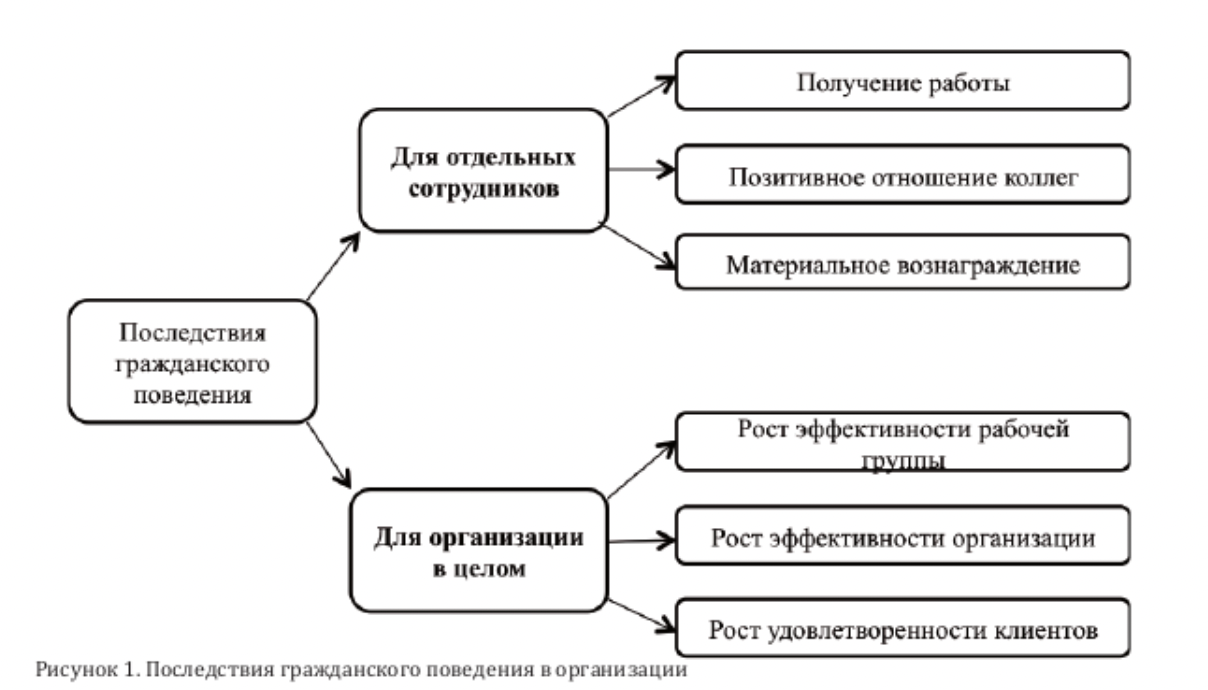 Последствия
гражданского
поведения
Для отдельных
сотрудников
Получение работы
Позитивное отношение коллег
Материальное вознаграждение
Для организации
в целом
Рост эффективности рабочей
группы
Рост эффективности организации
Рост удовлетворенности клиентов
Рисунок 1. Последствия гражданского поведения в организации